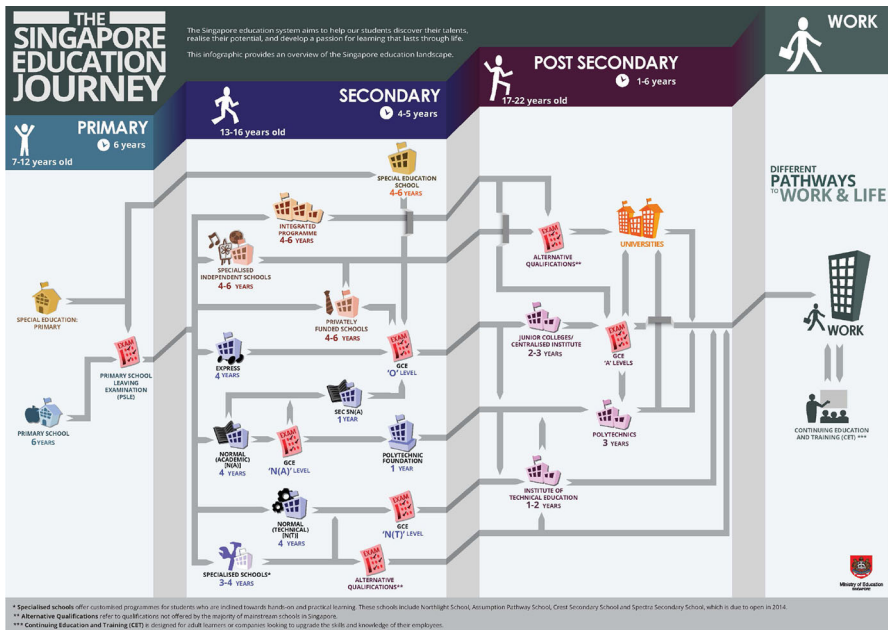 THE
SINGAPORE
EDUCATION
JOURNEY
The Singapore education system aims to help our students discover their talents,
realise their potential, and develop a passion for learning that lasts through life.
This infographic provides an overview of the Singapore education landscape.
PRIMARY
6 years
7-12 years old
SECONDARY
4-5 years
13-16 years old
POST SECONDARY
1-6 years
17-22 years old
WORK
DIFFERENT
PATHWAYS
TO WORK & LIFE
SPECIAL EDUCATION
SCHOOL
4-6 YEARS
INTEGRATED
PROGRAMME
4-6 YEARS
SPECIALISED
INDEPENDENT SCHOOLS
4-6 YEARS
PRIVATELY
FUNDED SCHOOLS
4-6 YEARS
SPECIAL EDUCATION:
PRIMARY
EXAM
PRIMARY SCHOOL
LEAVING
EXAMINATION
(PSLE)
PRIMARY SCHOOL
6 YEARS
EXPRESS
4 YEARS
EXAM
GCE
'O' LEVEL
SEC 5N(A)
1 YEAR
NORMAL
(ACADEMIC)
[N(A)]
4 YEARS
EXAM
GCE
'N(A)' LEVEL
POLYTECHNIC
FOUNDATION
1 YEAR
NORMAL
(TECHNICAL)
[N(T)]
4 YEARS
EXAM
GCE
'N(T)' LEVEL
SPECIALISED SCHOOLS*
3-4 YEARS
EXAM
ALTERNATIVE
QUALIFICATIONS**
EXAM
ALTERNATIVE
QUALIFICATIONS**
UNIVERSITIES
JUNIOR COLLEGES/
CENTRALISED INSTITUTE
2-3 YEARS
EXAM
GCE
'A' LEVELS
POLYTECHNICS
3 YEARS
INSTITUTE OF
TECHNICAL EDUCATION
1-2 YEARS
WORK
CONTINUING EDUCATION
AND TRAINING (CET) ***
Ministry of Education
SINGAPORE
* Specialised schools offer customised programmes for students who are inclined towards hands-on and practical learning. These schools include Northlight School, Assumption Pathway School, Crest Secondary School and Spectra Secondary School, which is due to open in 2014.
** Alternative Qualifications refer to qualifications not offered by the majority of mainstream schools in Singapore.
*** Continuing Education and Training (CET) is designed for adult learners or companies looking to upgrade the skills and knowledge of their employees.